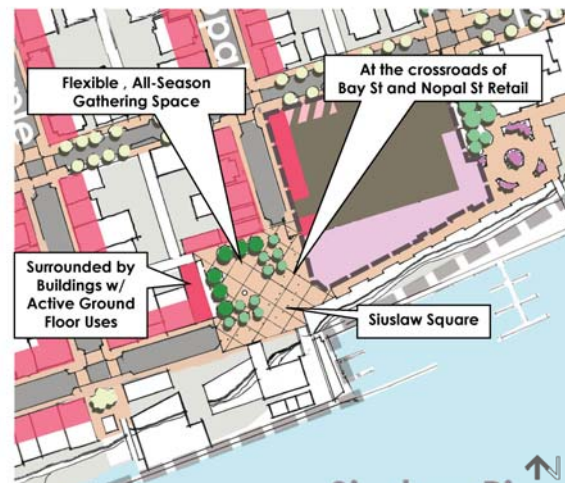 Flexible , All-Season
Gathering Space
At the crossroads of
Bay St and Nopal St Retail
Surrounded by
Buildings w/
Active Ground
Floor Uses
Siuslaw Square
N